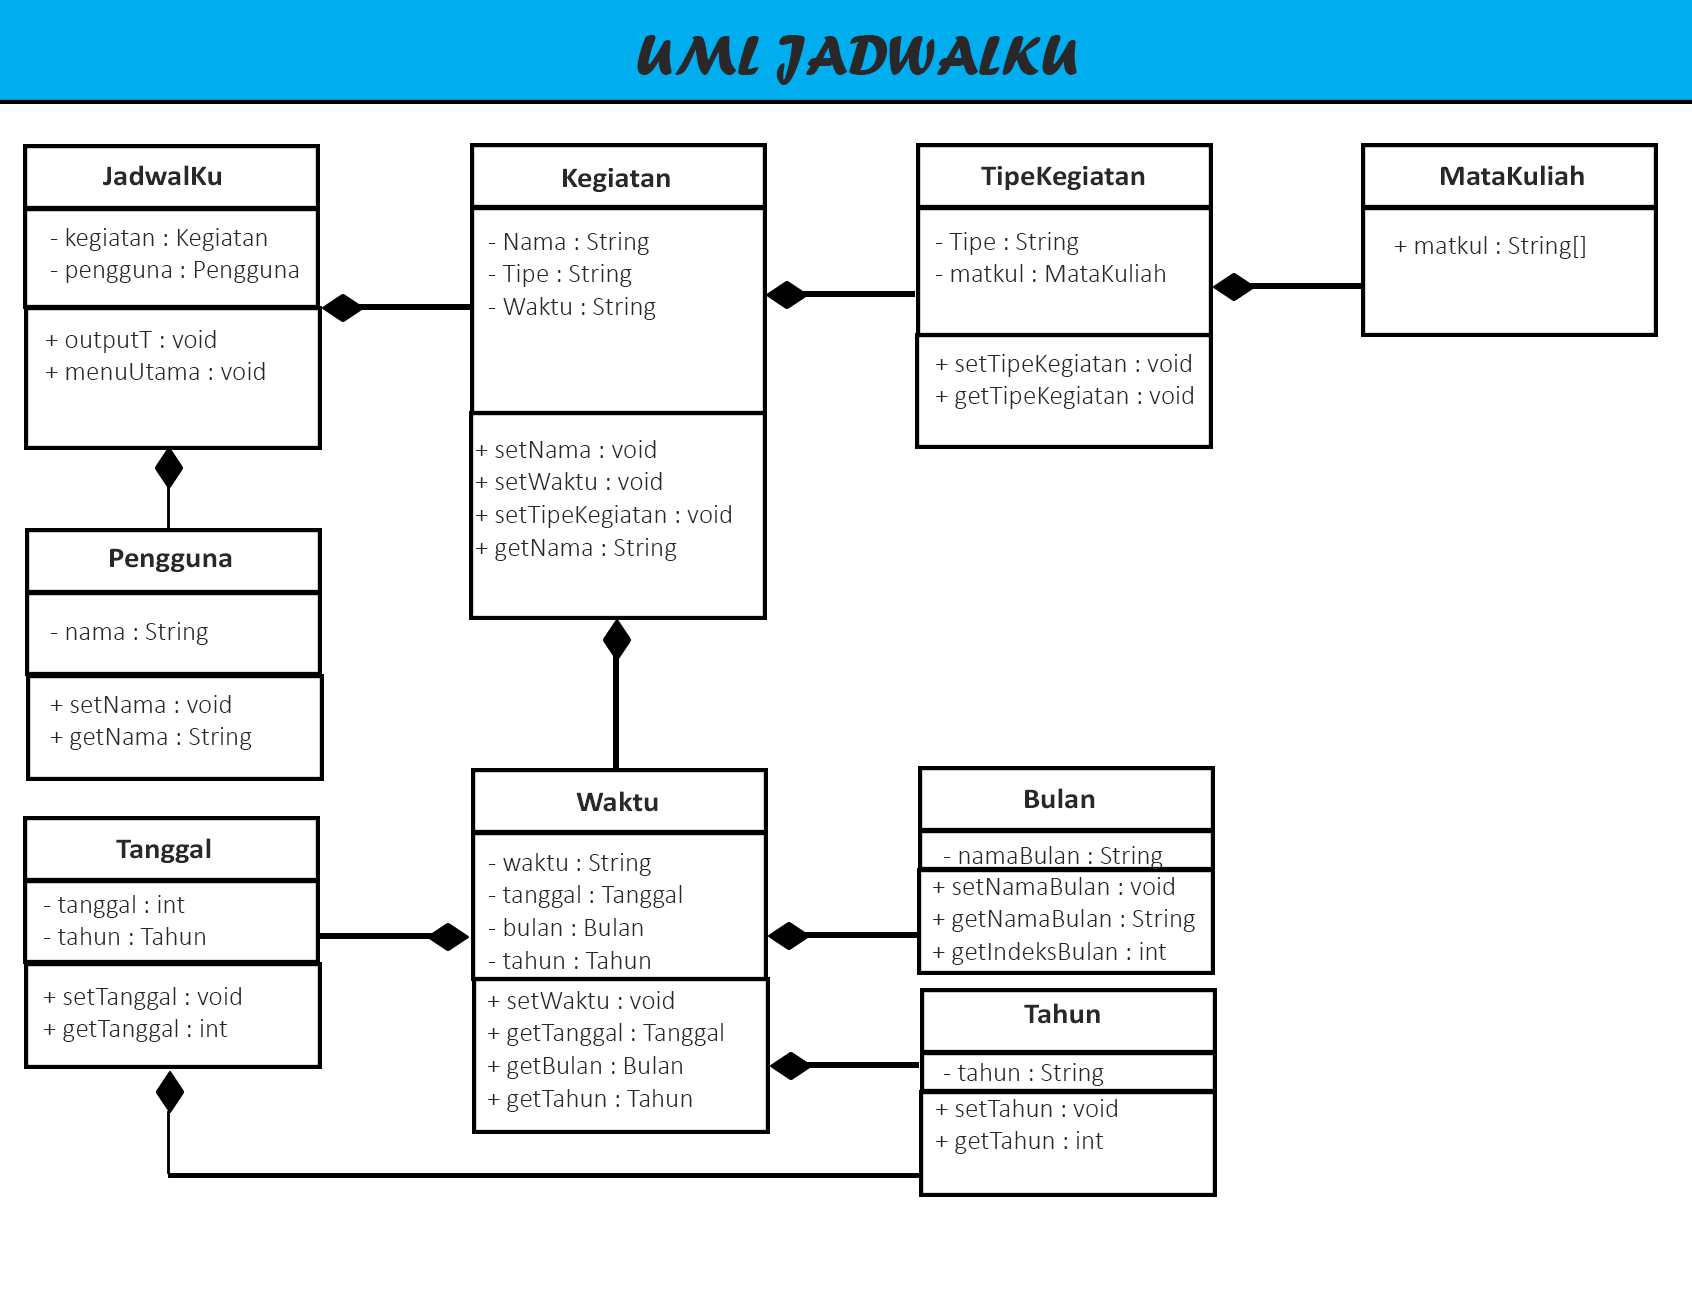 UML JADWALKU
JadwalKu
- kegiatan : Kegiatan
- pengguna : Pengguna
+ outputT : void
+ menuUtama : void
Kegiatan
- Nama : String
- Tipe : String
- Waktu : String
+ setNama : void
+ setWaktu : void
+ setTipeKegiatan : void
+ getNama : String
TipeKegiatan
- Tipe : String
- matkul : MataKuliah
+ setTipeKegiatan : void
+ getTipeKegiatan : void
MataKuliah
+ matkul : String[]
Pengguna
- nama : String
+ setNama : void
+ getNama : String
Tanggal
- tanggal : int
- tahun : Tahun
+ setTanggal : void
+ getTanggal : int
Waktu
- waktu : String
- tanggal : Tanggal
- bulan : Bulan
- tahun : Tahun
+ setWaktu : void
+ getTanggal : Tanggal
+ getBulan : Bulan
+ getTahun : Tahun
Bulan
- namaBulan : String
+ setNamaBulan : void
+ getNamaBulan : String
+ getIndeksBulan : int
Tahun
- tahun : String
+ setTahun : void
+ getTahun : int